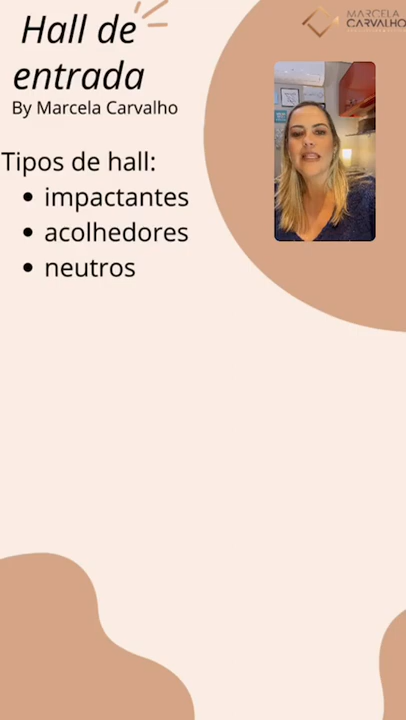 Hall de
entrada
By Marcela Carvalho
MARCELA
CARVALHO
Tipos de hall:
• impactantes
• acolhedores
• neutros